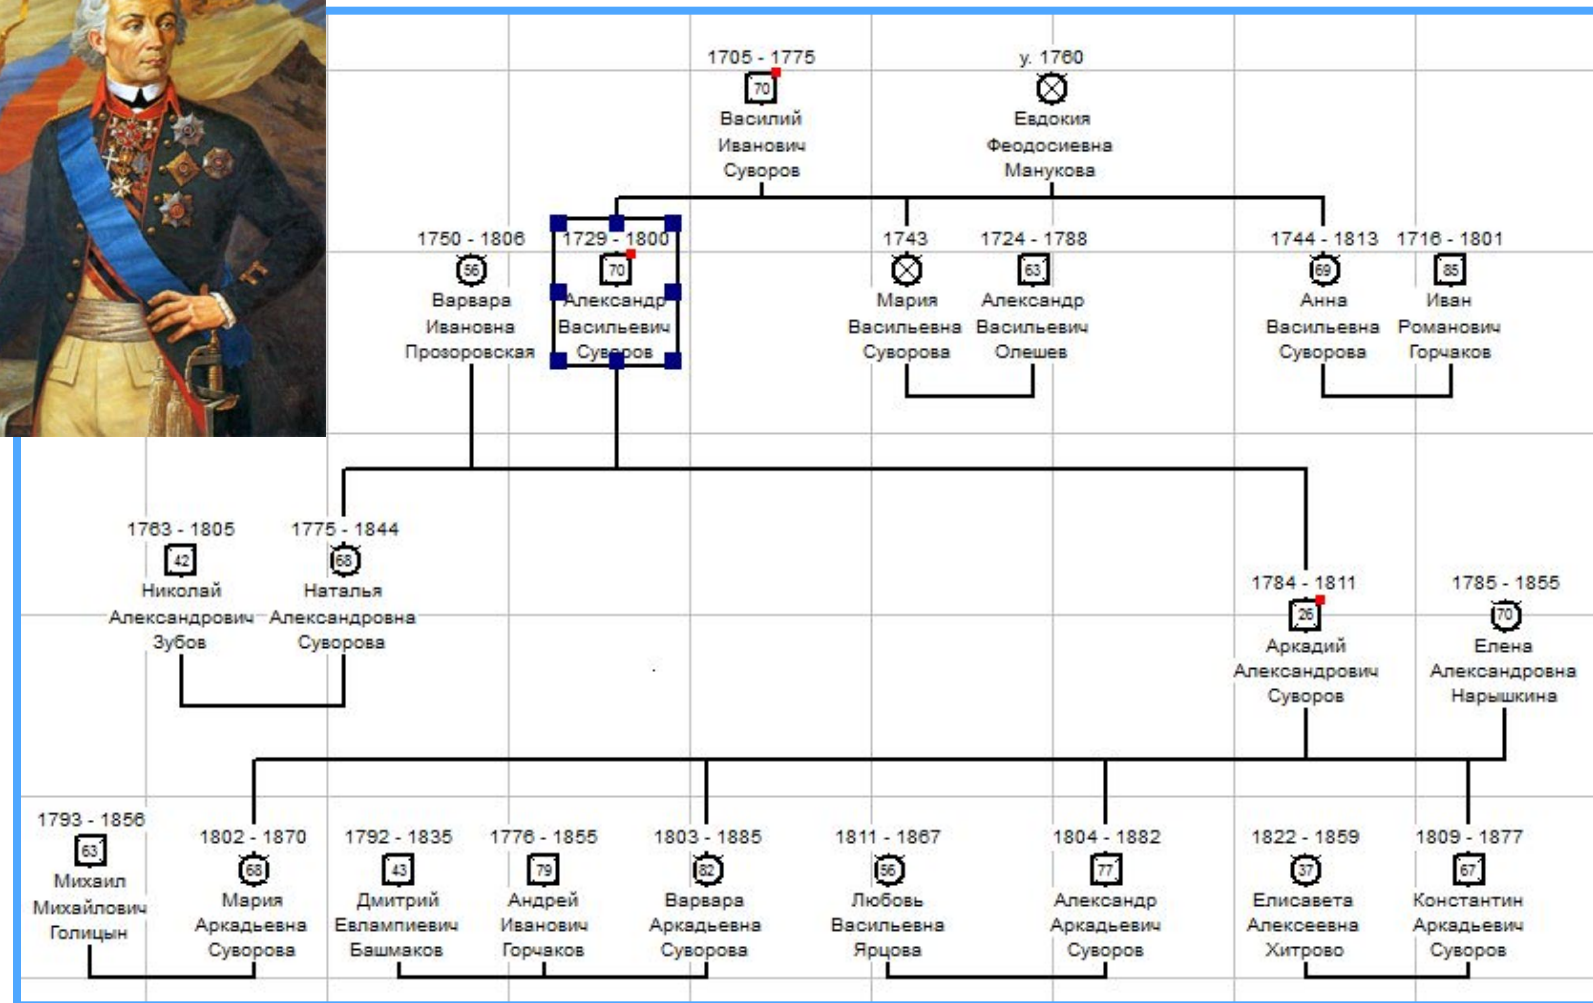 1705 - 1775
70
Василий
Иванович
Суворов
у. 1760
Евдокия
Феодосиевна
Манукова
1750 - 1806
56
Варвара
Ивановна
Прозоровская
1729 - 1800
70
Александр
Васильевич
Суворов
1743
Мария
Васильевна
Суворова
1724 - 1788
63
Александр
Васильевич
Олешев
1744 - 1813
69
Анна
Васильевна
Суворова
1716 - 1801
85
Иван
Романович
Горчаков
1763 - 1805
42
Николай
Александрович
Зубов
1775 - 1844
68
Наталья
Александровна
Суворова
1784 - 1811
26
Аркадий
Александрович
Суворов
1785 - 1855
70
Елена
Александровна
Нарышкина
1793 - 1856
63
Михаил
Михайлович
Голицын
1802 - 1870
68
Мария
Аркадьевна
Суворова
1792 - 1835
43
Дмитрий
Евлампиевич
Башмаков
1776 - 1855
79
Андрей
Иванович
Горчаков
1803 - 1885
82
Варвара
Аркадьевна
Суворова
1811 - 1867
56
Любовь
Васильевна
Ярцова
1804 - 1882
77
Александр
Аркадьевич
Суворов
1822 - 1859
37
Елисавета
Алексеевна
Хитрово
1809 - 1877
67
Константин
Аркадьевич
Суворов